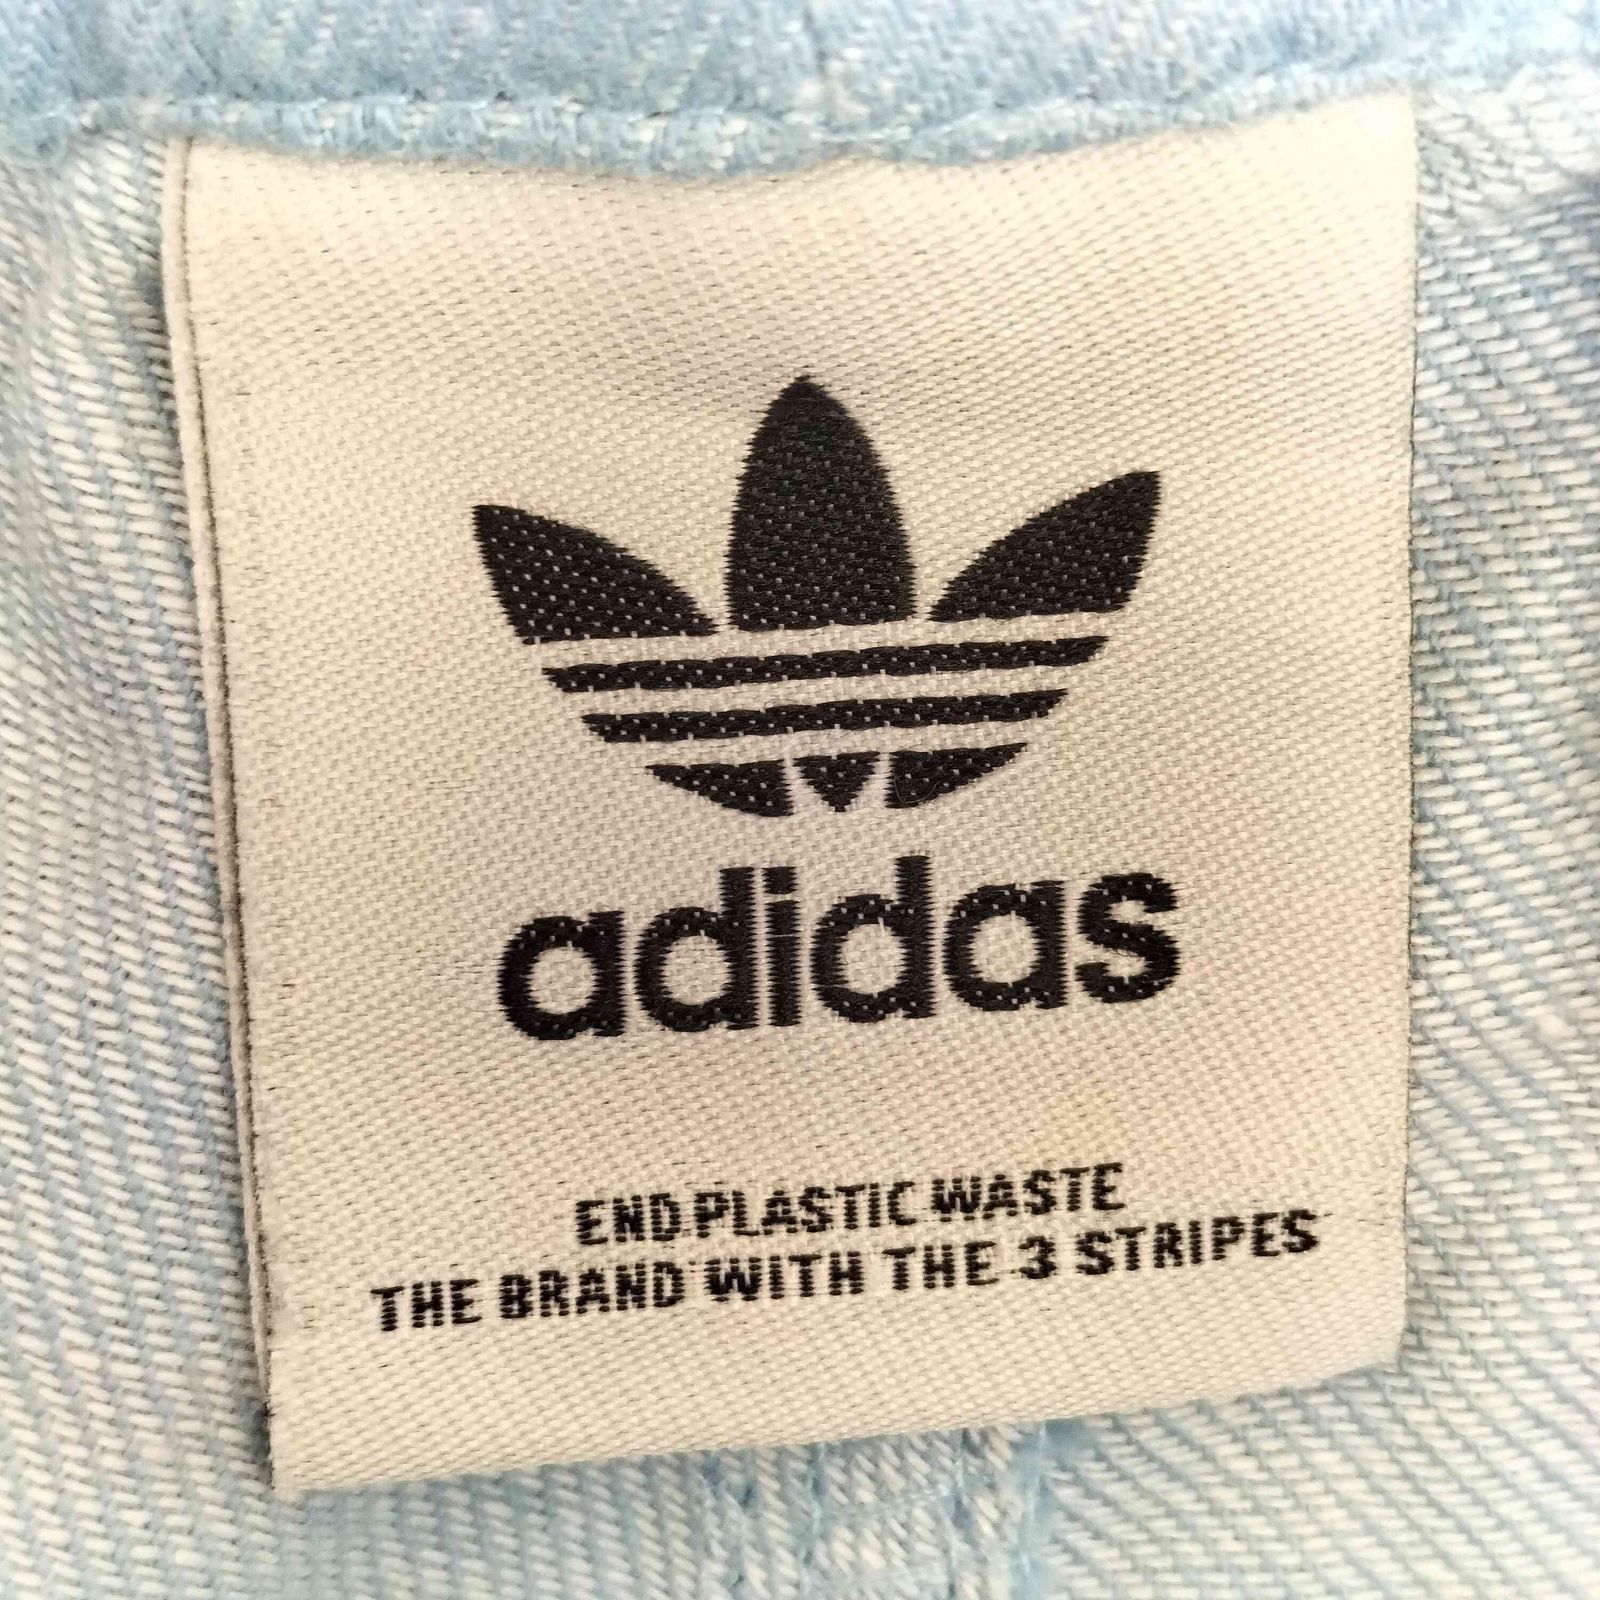 adidas
END PLASTIC WASTE
THE BRAND WITH THE 3 STRIPES